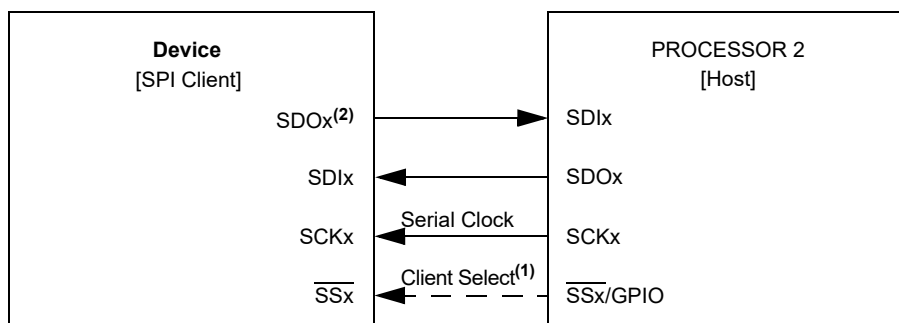 Device PROCESSOR 2
[SPI Client] [Host]
SDOx(2) SDIx
SDIx SDOx
Serial Clock
SCKx SCKx
Client Select(1)
SSx SSx/GPIO